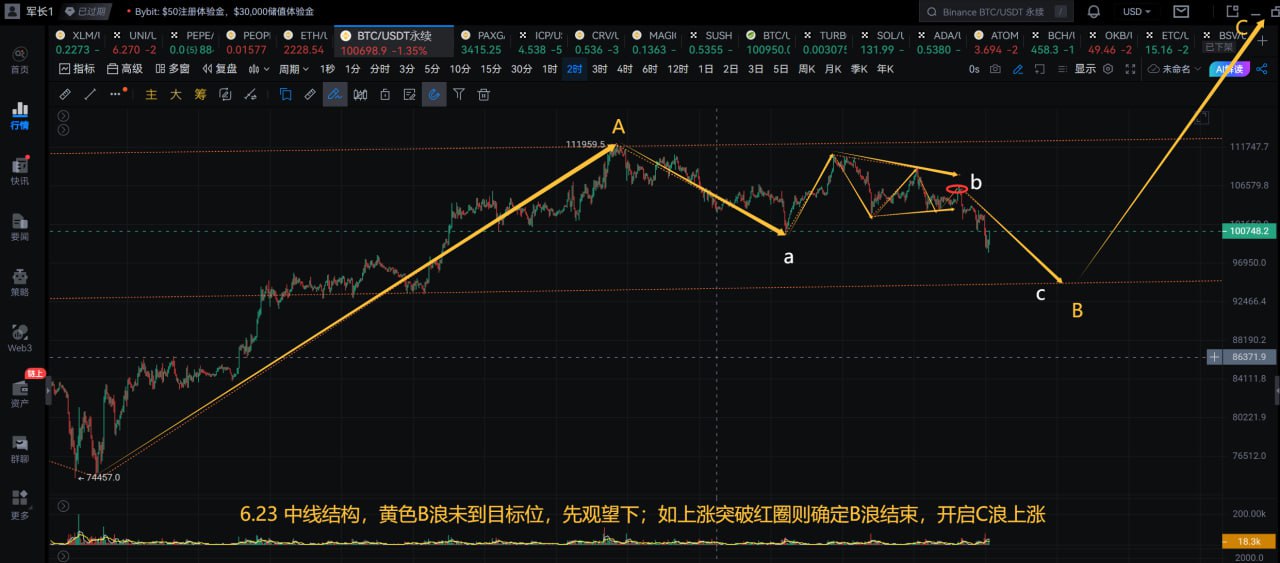 军长1 已过期 Bybit: $50注册体验金，$30,000储值体验金 Binance BTC/USDT 永续 / USD
XLM/U UNI/U PEPE/ PEOP ETH/U BTC/USDT 永续 PAXG/ ICP/U CRV/U MAGI SUSH BTC/U TURB SOL/U ADA/U ATOM BCH/U OKB/U ETC/U BSV/U
0.2273 - 6.270 -2 0.0{5}88 0.01577 2228.54 100698.9 -1.35% 3415.25 4.538 -5 0.536 -3 0.1363 - 0.5355 - 100950.0 0.003075 131.99 - 0.5380 - 3.694 -2 458.3 -1 49.46 -2 15.16 -2 已下架
指标 高级 多窗 复盘 周期 1秒 1分 分时 3分 5分 10分 15分 30分 1时 2时 3时 4时 6时 12时 1日 2日 3日 5日 周K 月K 季K 年K 0s 显示 未命名 AI解读
主 大 筹
首页
行情
快讯
要闻
策略
Web3
链上
资产
群聊
更多
C
A
111959.5
111747.7
b
106579.8
100748.2
a
96950.0
c
B
92466.4
88190.2
86371.9
84111.8
80221.9
76512.0
←74457.0
6.23 中线结构，黄色B浪未到目标位，先观望下；如上涨突破红圈则确定B浪结束，开启C浪上涨
200.00k
18.3k
2000.0